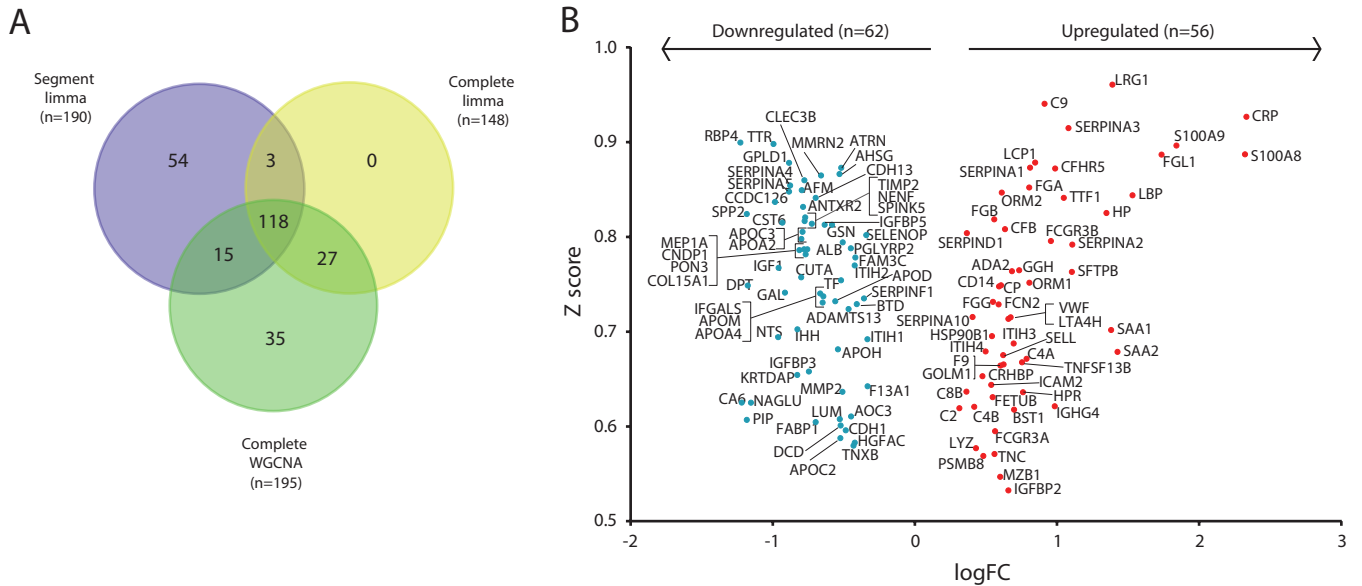 A
Segment
limma
(n=190)
Complete
limma
(n=148)
54
3
0
118
15
27
35
Complete
WGCNA
(n=195)
B
Downregulated (n=62)
Upregulated (n=56)
Z score
1.0
0.9
0.8
0.7
0.6
0.5
-2
-1
0
1
2
3
logFC
CLEC3B
RBP4
TTR
MMRN2
ATRN
AHSG
GPLD1
CDH13
SERPINA4
SERPINA5
AFM
TIMP2
NENF
SPINK5
CCDC126
ANTXR2
SPP2
CST6
IGFBP5
APOC3
APOA2
GSN
SELENOP
MEP1A
CNDP1
PON3
COL15A1
ALB
PGLYRP2
FAM3C
IGF1
CUTA
ITIH2
APOD
DPT
GAL
TF
SERPINF1
BTD
IFGALS
APOM
APOA4
ADAMTS13
NTS
IHH
ITIH1
APOH
IGFBP3
KRTDAP
MMP2
F13A1
CA6
NAGLU
PIP
LUM
AOC3
FABP1
CDH1
DCD
HGFAC
APOC2
TNXB
LRG1
C9
CRP
SERPINA3
S100A9
LCP1
FGL1
S100A8
SERPINA1
CFHR5
FGA
ORM2
TTF1
LBP
FGB
HP
CFB
FCGR3B
SERPIND1
SERPINA2
ADA2
GGH
SFTPB
CD14
CP
ORM1
FGG
FCN2
VWF
LTA4H
SERPINA10
HSP90B1
ITIH3
SAA1
ITIH4
SELL
SAA2
F9
GOLM1
C4A
TNFSF13B
CRHBP
ICAM2
C8B
FETUB
HPR
C2
C4B
BST1
IGHG4
LYZ
FCGR3A
PSMB8
TNC
MZB1
IGFBP2